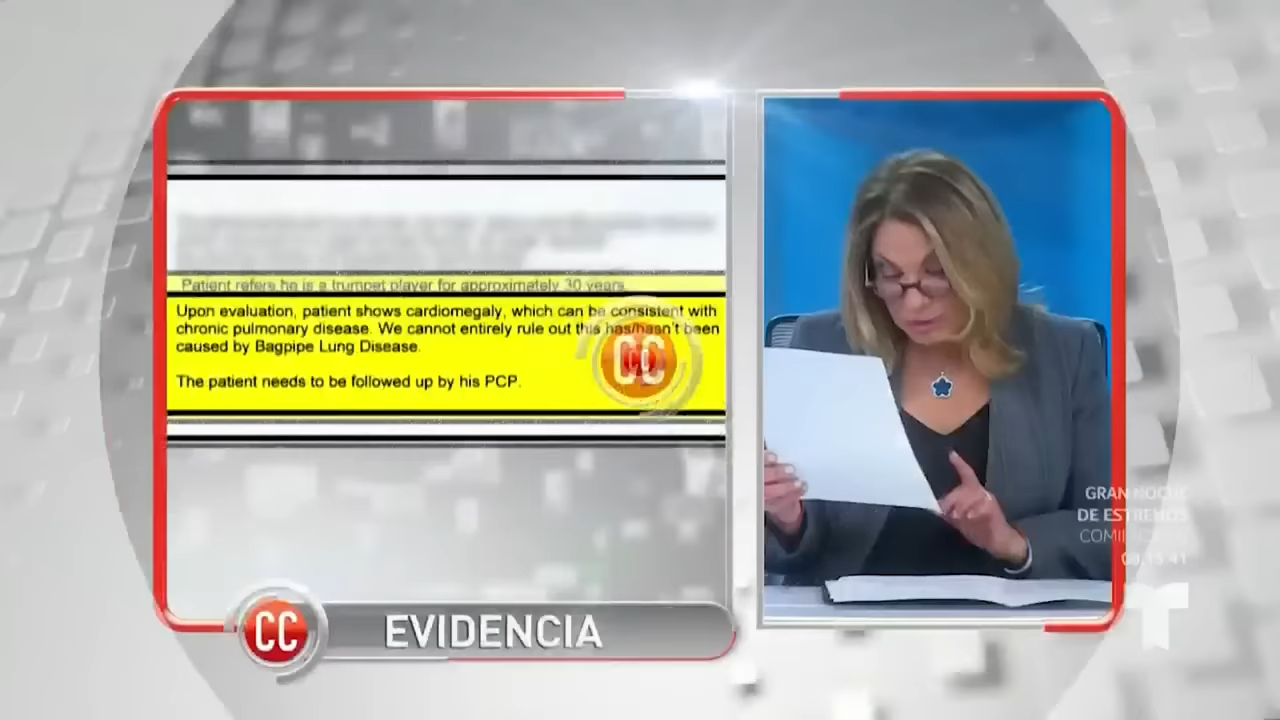 Patient refers he is a trumpet player for approximately 30 years.
Upon evaluation, patient shows cardiomegaly, which can be consistent with
chronic pulmonary disease. We cannot entirely rule out this has/hasn't been
caused by Bagpipe Lung Disease.
The patient needs to be followed up by his PCP.
CC
CC EVIDENCIA
GRAN NOCHE
DE ESTRENOS
T